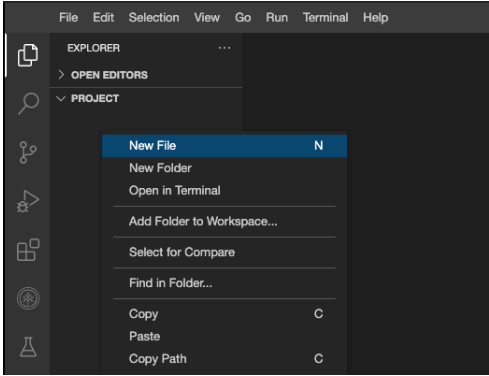 File Edit Selection View Go Run Terminal Help
EXPLORER ...
> OPEN EDITORS
PROJECT
New File N
New Folder
Open in Terminal
Add Folder to Workspace...
Select for Compare
Find in Folder...
Copy C
Paste
Copy Path C